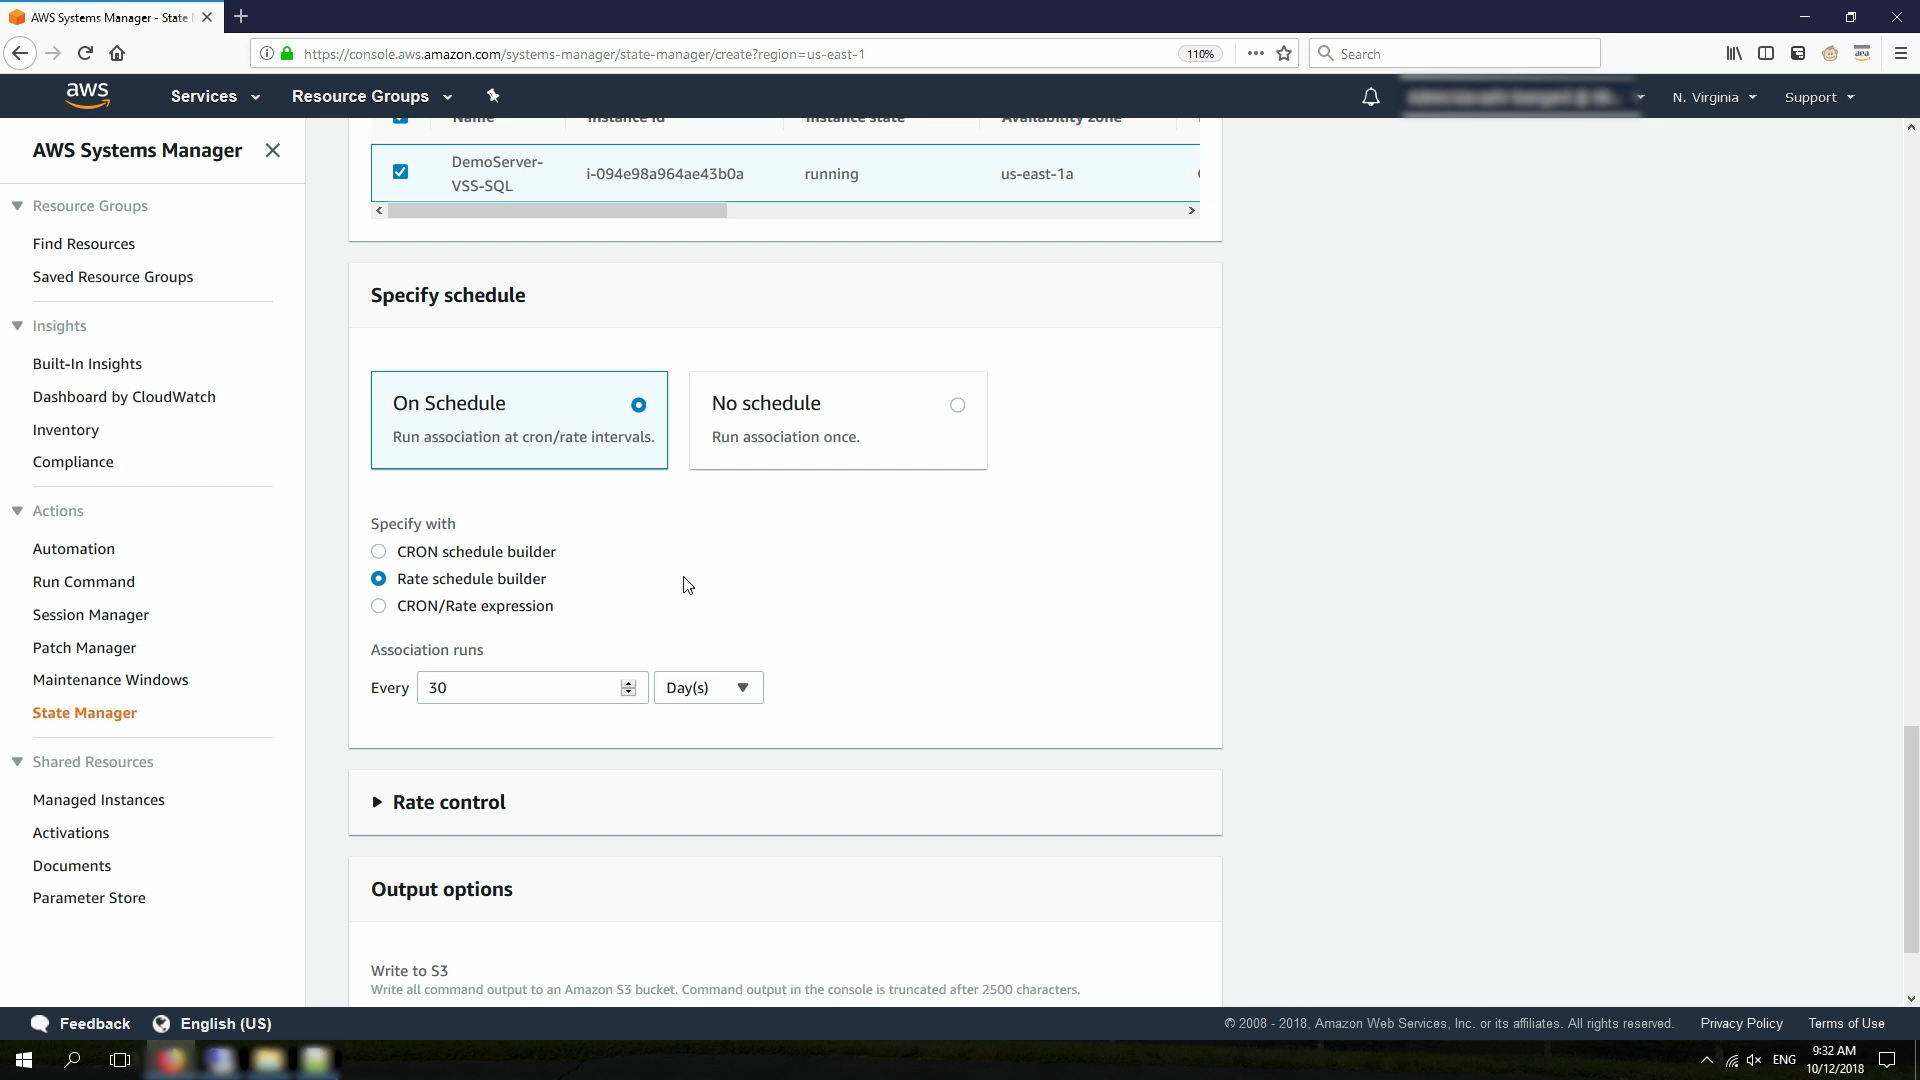 AWS Systems Manager - State
https://console.aws.amazon.com/systems-manager/state-manager/create?region=us-east-1
110%
Search
aws
Services
Resource Groups
N. Virginia
Support
AWS Systems Manager
Resource Groups
Find Resources
Saved Resource Groups
Insights
Built-In Insights
Dashboard by CloudWatch
Inventory
Compliance
Actions
Automation
Run Command
Session Manager
Patch Manager
Maintenance Windows
State Manager
Shared Resources
Managed Instances
Activations
Documents
Parameter Store
Name Instance id Instance state Availability zone
DemoServer-
VSS-SQL
i-094e98a964ae43b0a
running
us-east-1a
Specify schedule
On Schedule
Run association at cron/rate intervals.
No schedule
Run association once.
Specify with
CRON schedule builder
Rate schedule builder
CRON/Rate expression
Association runs
Every 30 Day(s)
Rate control
Output options
Write to S3
Write all command output to an Amazon S3 bucket. Command output in the console is truncated after 2500 characters.
Feedback
English (US)
© 2008 - 2018, Amazon Web Services, Inc. or its affiliates. All rights reserved.
Privacy Policy
Terms of Use
ENG
9:32 AM
10/12/2018